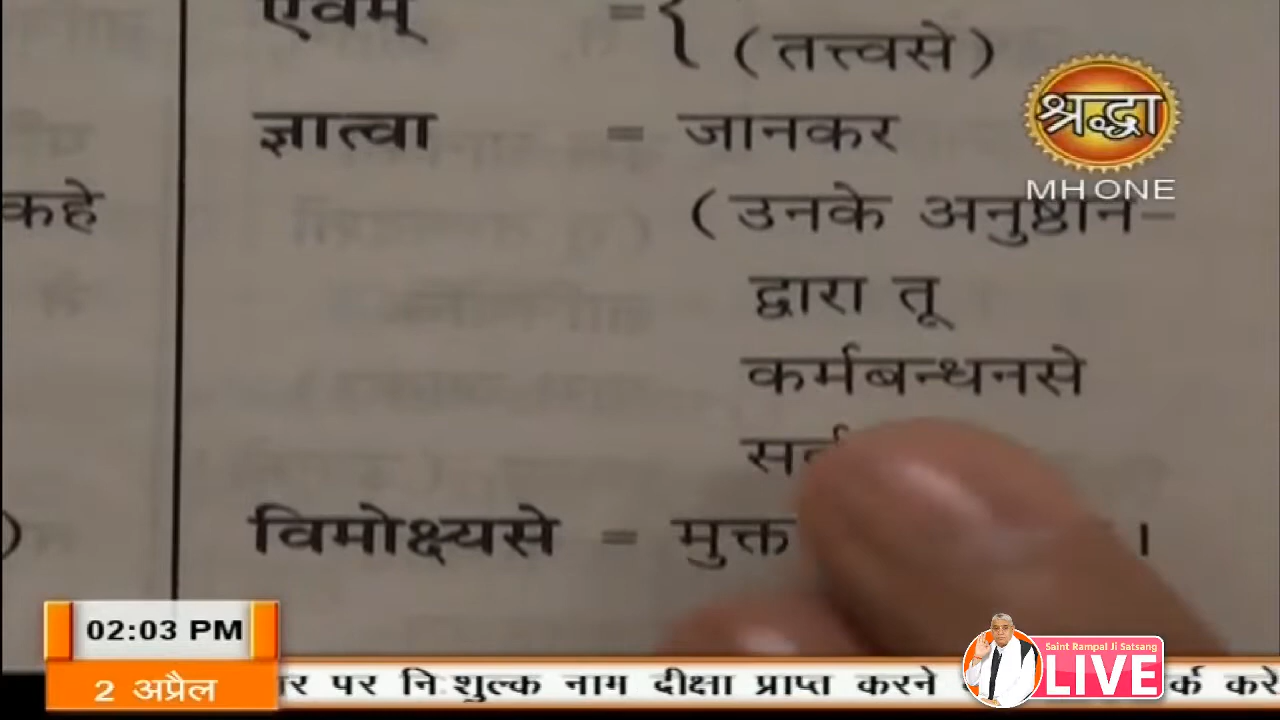 एवम् = {
(तत्त्वसे)
ज्ञात्वा = जानकर
श्रद्धा
MH ONE
कहे
(उनके अनुष्ठान-
द्वारा तू
कर्मबन्धनसे
विमोक्ष्यसे = मुक्त ।
)
02:03 PM
2 अप्रैल
पर निःशुल्क नाम दीक्षा प्राप्त करने
करे
Saint Rampal Ji Satsang
LIVE